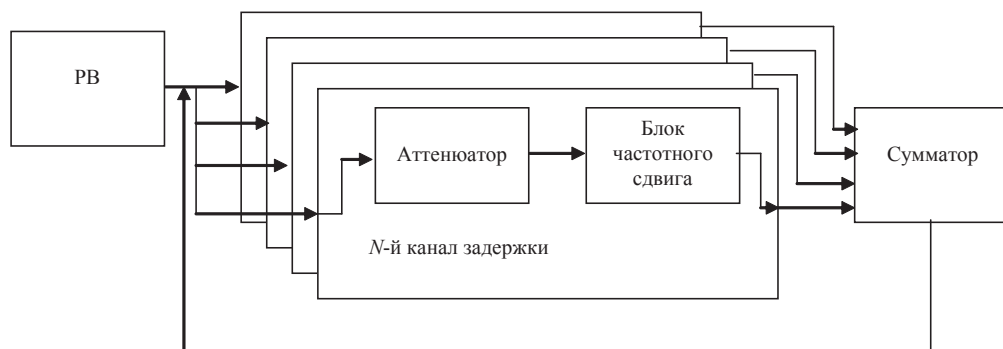 РВ
Аттенюатор
Блок
частотного
сдвига
Сумматор
N-й канал задержки